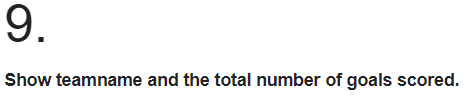 9.
Show teamname and the total number of goals scored.